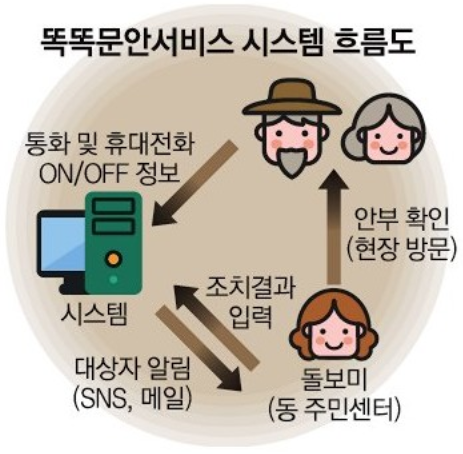 똑똑문안서비스 시스템 흐름도
통화 및 휴대전화
ON/OFF 정보
시스템
안부 확인
(현장 방문)
조치결과
입력
대상자 알림
(SNS, 메일)
돌보미
(동 주민센터)